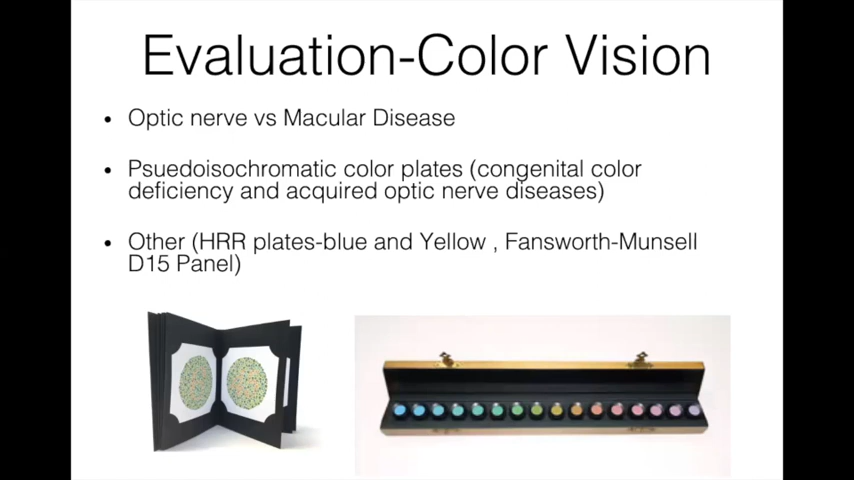 Evaluation-Color Vision
• Optic nerve vs Macular Disease
• Psuedoisochromatic color plates (congenital color
deficiency and acquired optic nerve diseases)
• Other (HRR plates-blue and Yellow , Fansworth-Munsell
D15 Panel)